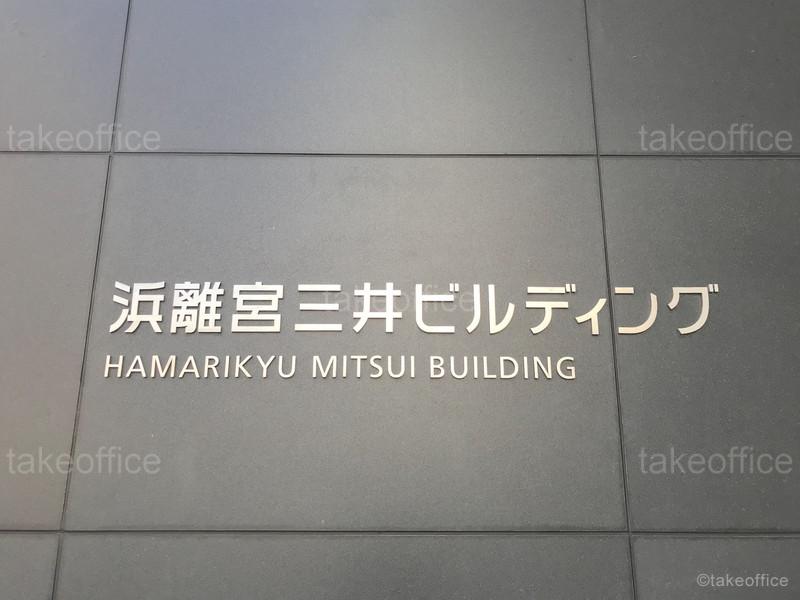 takeoffice takeoffice
浜離宮三井ビルディング
takeoffice
HAMARIKYU MITSUI BUILDING
takeoffice takeoffice
©takeoffice